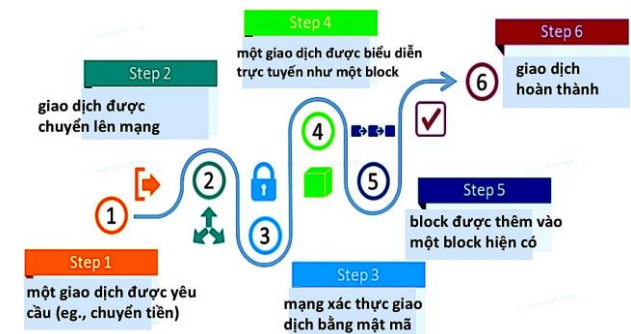 Step 1
một giao dịch được yêu
cầu (eg., chuyển tiền)
1
Step 2
giao dịch được
chuyển lên mạng
2
Step 3
mạng xác thực giao
dịch bằng mật mã
3
Step 4
một giao dịch được biểu diễn
trực tuyến như một block
4
Step 5
block được thêm vào
một block hiện có
5
Step 6
giao dịch
hoàn thành
6